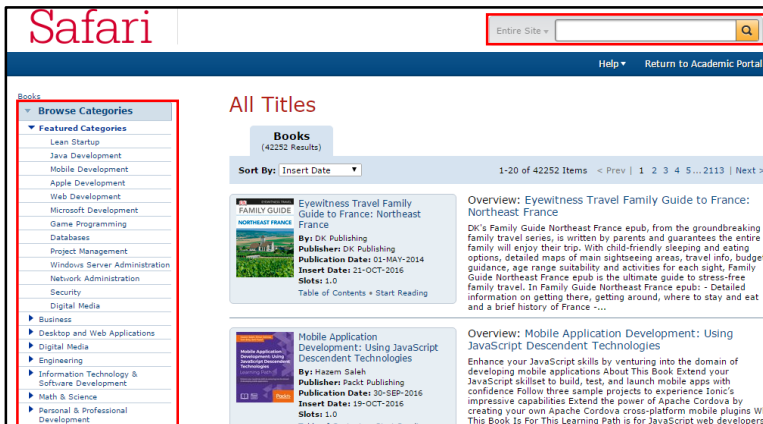 Safari
Entire Site
Help
Return to Academic Portal
Books
Browse Categories
Featured Categories
Lean Startup
Java Development
Mobile Development
Apple Development
Web Development
Microsoft Development
Game Programming
Databases
Project Management
Windows Server Administration
Network Administration
Security
Digital Media
Business
Desktop and Web Applications
Digital Media
Engineering
Information Technology &
Software Development
Math & Science
Personal & Professional
Development
All Titles
Books
(42252 Results)
Sort By: Insert Date
1-20 of 42252 Items < Prev | 1 2 3 4 5...2113 | Next >
FAMILY GUIDE
NORTHEAST FRANCE
Eyewitness Travel Family
Guide to France: Northeast
France
By: DK Publishing
Publisher: DK Publishing
Publication Date: 01-MAY-2014
Insert Date: 21-OCT-2016
Slots: 1.0
Table of Contents • Start Reading
Overview: Eyewitness Travel Family Guide to France:
Northeast France
DK's Family Guide Northeast France epub, from the groundbreaking
family travel series, is written by parents and guarantees the entire
family will enjoy their trip. With child-friendly sleeping and eating
options, detailed maps of main sightseeing areas, travel info, budget
guidance, age range suitability and activities for each sight, Family
Guide Northeast France epub is the ultimate guide to stress-free
family travel. In Family Guide Northeast France epub: - Detailed
information on getting there, getting around, where to stay and eat
and a brief history of France -...
Mobile Application
Development: Using JavaScript
Descendent Technologies
Learning Path
Packt
Mobile Application
Development: Using JavaScript
Descendent Technologies
By: Hazem Saleh
Publisher: Packt Publishing
Publication Date: 30-SEP-2016
Insert Date: 19-OCT-2016
Slots: 1.0
Overview: Mobile Application Development: Using
JavaScript Descendent Technologies
Enhance your JavaScript skills by venturing into the domain of
developing mobile applications About This Book Extend your
JavaScript skillset to build, test, and launch mobile apps with
confidence Follow three sample projects to experience Ionic's
impressive capabilities Extend the power of Apache Cordova by
creating your own Apache Cordova cross-platform mobile plugins W
This Book Is For This Learning Path is for JavaScript web developers